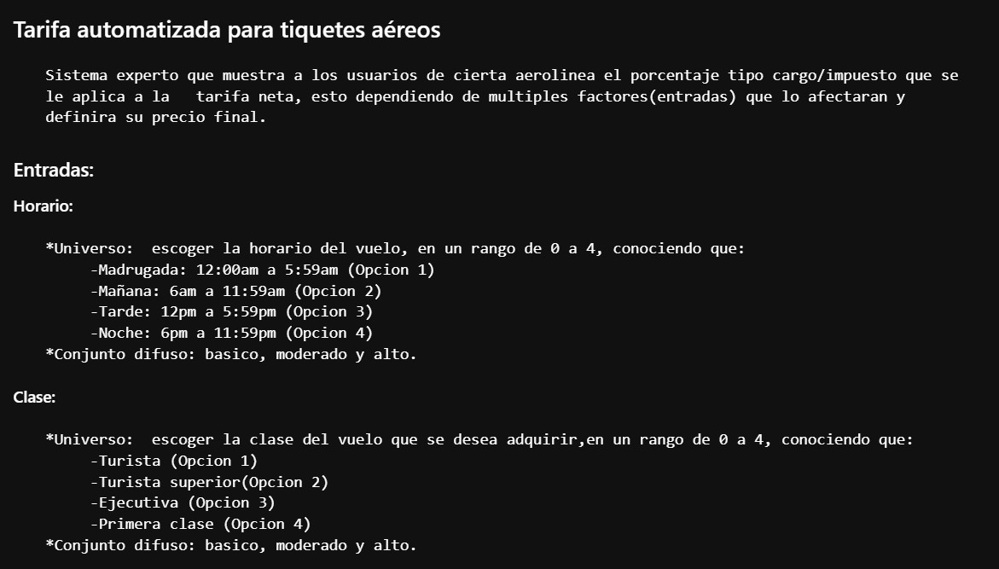 Tarifa automatizada para tiquetes aéreos
Sistema experto que muestra a los usuarios de cierta aerolinea el porcentaje tipo cargo/impuesto que se
le aplica a la   tarifa neta, esto dependiendo de multiples factores(entradas) que lo afectaran y
definira su precio final.
Entradas:
Horario:
*Universo:  escoger la horario del vuelo, en un rango de 0 a 4, conociendo que:
-Madrugada: 12:00am a 5:59am (Opcion 1)
-Mañana: 6am a 11:59am (Opcion 2)
-Tarde: 12pm a 5:59pm (Opcion 3)
-Noche: 6pm a 11:59pm (Opcion 4)
*Conjunto difuso: basico, moderado y alto.
Clase:
*Universo:  escoger la clase del vuelo que se desea adquirir,en un rango de 0 a 4, conociendo que:
-Turista (Opcion 1)
-Turista superior(Opcion 2)
-Ejecutiva (Opcion 3)
-Primera clase (Opcion 4)
*Conjunto difuso: basico, moderado y alto.